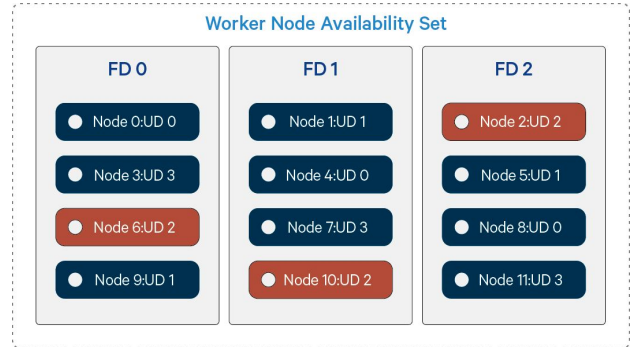 Worker Node Availability Set
FD 0
Node 0:UD 0
Node 3:UD 3
Node 6:UD 2
Node 9:UD 1
FD 1
Node 1:UD 1
Node 4:UD 0
Node 7:UD 3
Node 10:UD 2
FD 2
Node 2:UD 2
Node 5:UD 1
Node 8:UD 0
Node 11:UD 3